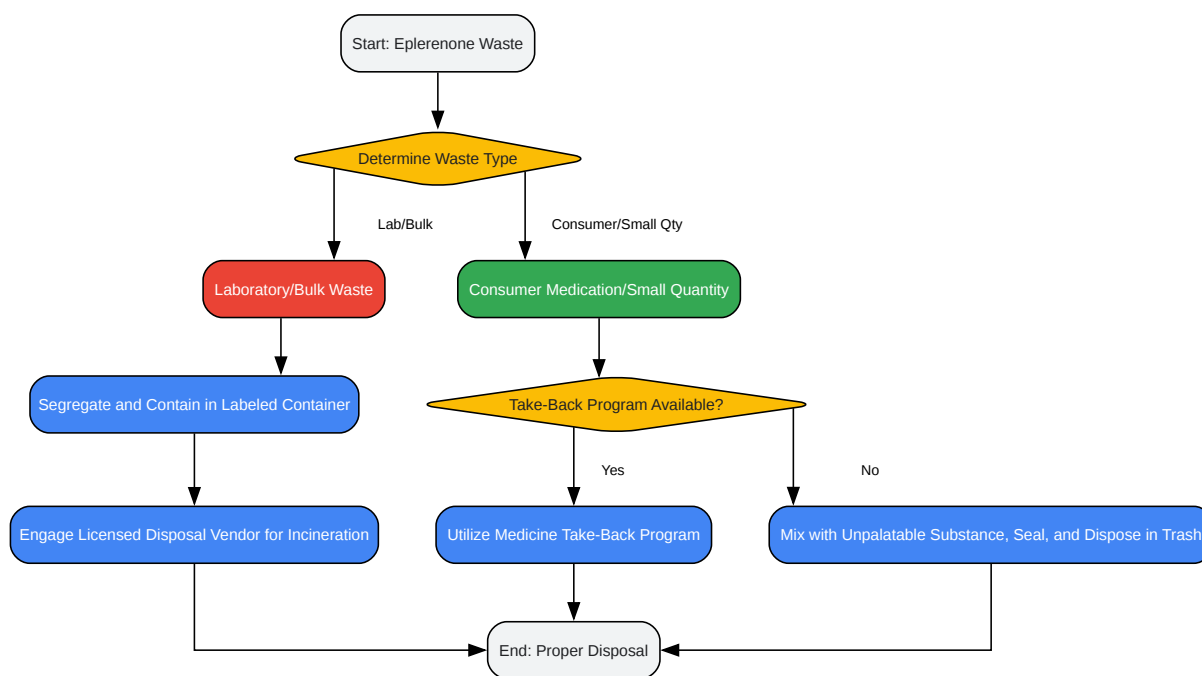 Start: Eplerenone Waste
Determine Waste Type
Lab/Bulk
Consumer/Small Qty
Laboratory/Bulk Waste
Consumer Medication/Small Quantity
Segregate and Contain in Labeled Container
Take-Back Program Available?
Yes
No
Engage Licensed Disposal Vendor for Incineration
Utilize Medicine Take-Back Program
Mix with Unpalatable Substance, Seal, and Dispose in Trash
End: Proper Disposal